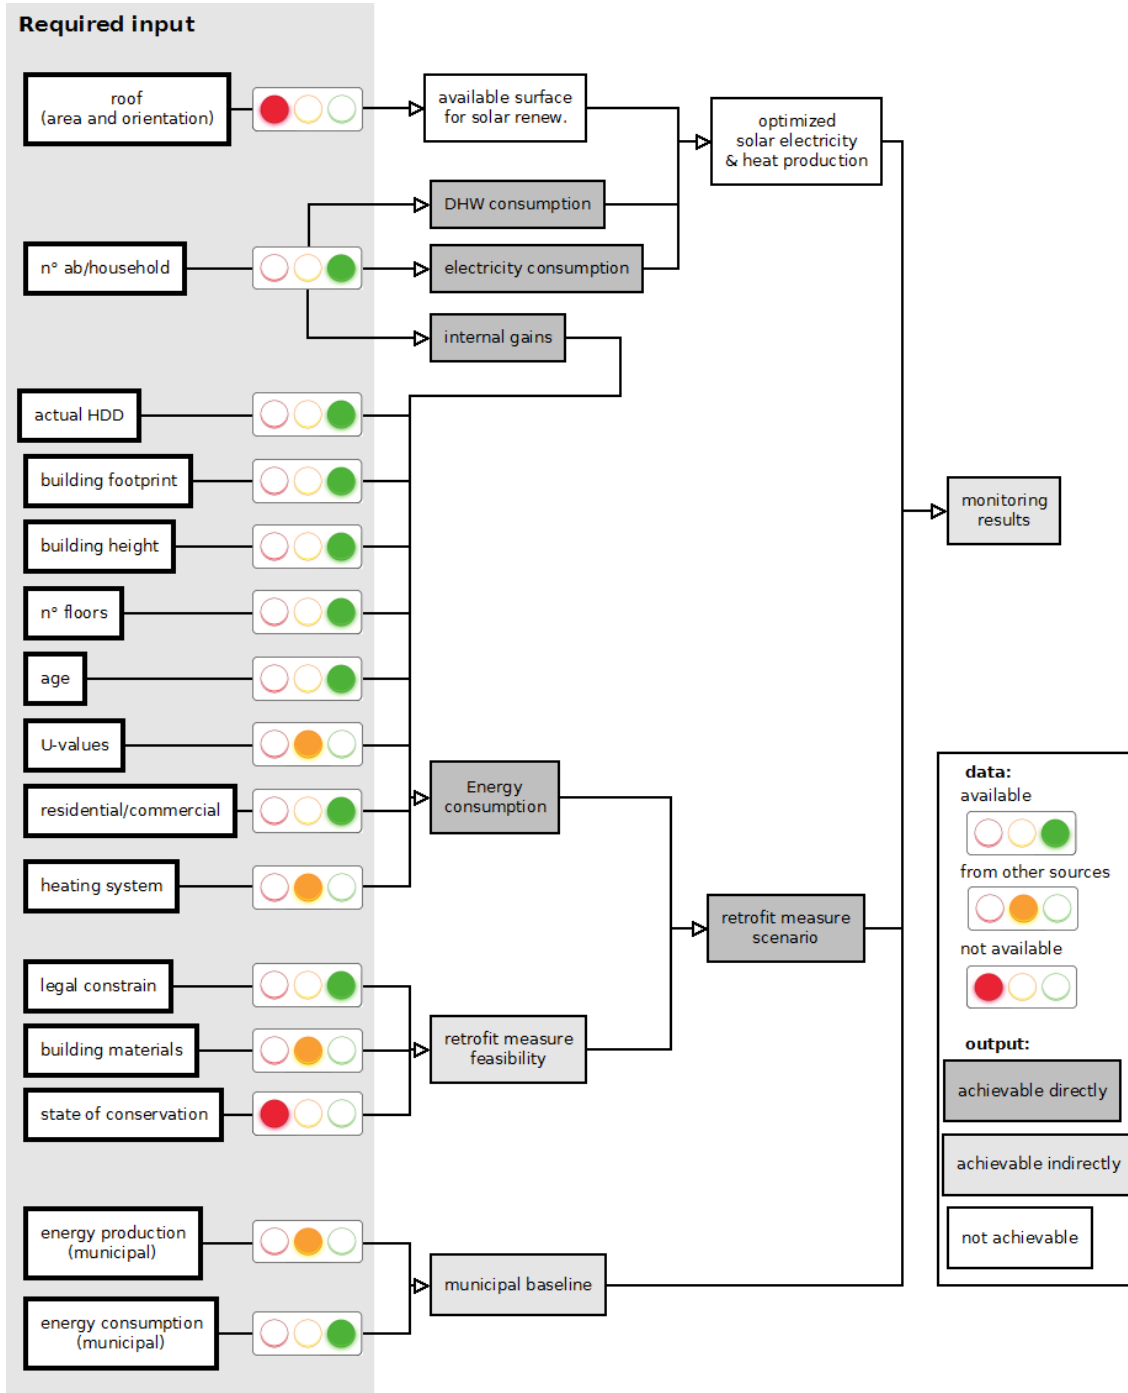 Required input
roof
(area and orientation)
available surface
for solar renew.
optimized
solar electricity
& heat production
DHW consumption
n° ab/household
electricity consumption
internal gains
actual HDD
building footprint
building height
n° floors
age
U-values
residential/commercial
heating system
Energy
consumption
monitoring
results
legal constrain
building materials
state of conservation
retrofit measure
feasibility
retrofit measure
scenario
energy production
(municipal)
energy consumption
(municipal)
municipal baseline
data:
available
from other sources
not available
output:
achievable directly
achievable indirectly
not achievable